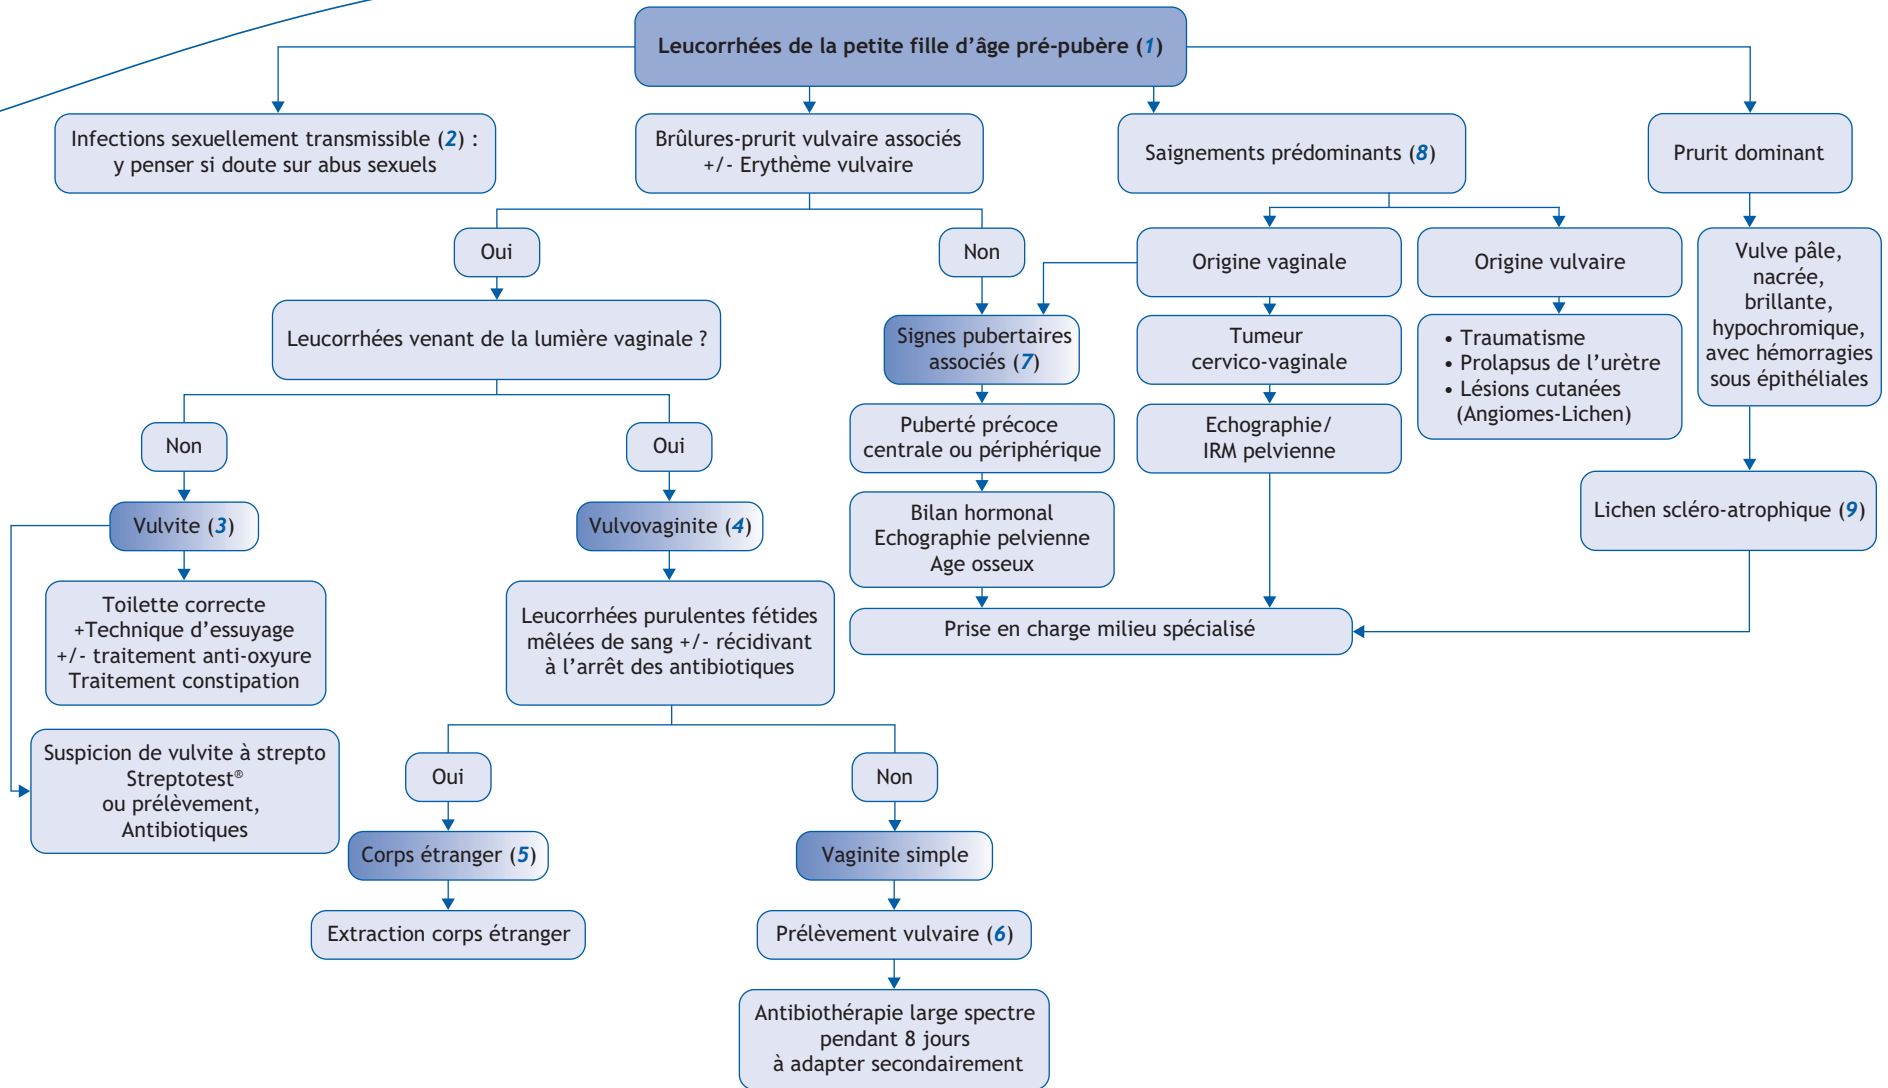 Leucorrhées de la petite fille d'âge pré-pubère (1)
Infections sexuellement transmissible (2) :
y penser si doute sur abus sexuels
Brûlures-prurit vulvaire associés
+/- Erythème vulvaire
Saignements prédominants (8)
Prurit dominant
Oui
Non
Origine vaginale
Origine vulvaire
Vulve pâle,
nacrée,
brillante,
hypochromique,
avec hémorragies
sous épithéliales
Leucorrhées venant de la lumière vaginale ?
Signes pubertaires
associés (7)
Tumeur
cervico-vaginale
• Traumatisme
• Prolapsus de l'urètre
• Lésions cutanées
(Angiomes-Lichen)
Non
Oui
Puberté précoce
centrale ou périphérique
Echographie/
IRM pelvienne
Vulvite (3)
Vulvovaginite (4)
Bilan hormonal
Echographie pelvienne
Age osseux
Lichen scléro-atrophique (9)
Toilette correcte
+Technique d'essuyage
+/- traitement anti-oxyure
Traitement constipation
Leucorrhées purulentes fétides
mêlées de sang +/- récidivant
à l'arrêt des antibyotiques
Prise en charge milieu spécialisé
Suspicion de vulvite à strepto
Streptotest®
ou prélèvement,
Antibiotiques
Oui
Non
Corps étranger (5)
Vaginite simple
Extraction corps étranger
Prélèvement vulvaire (6)
Antibiothérapie large spectre
pendant 8 jours
à adapter secondairement